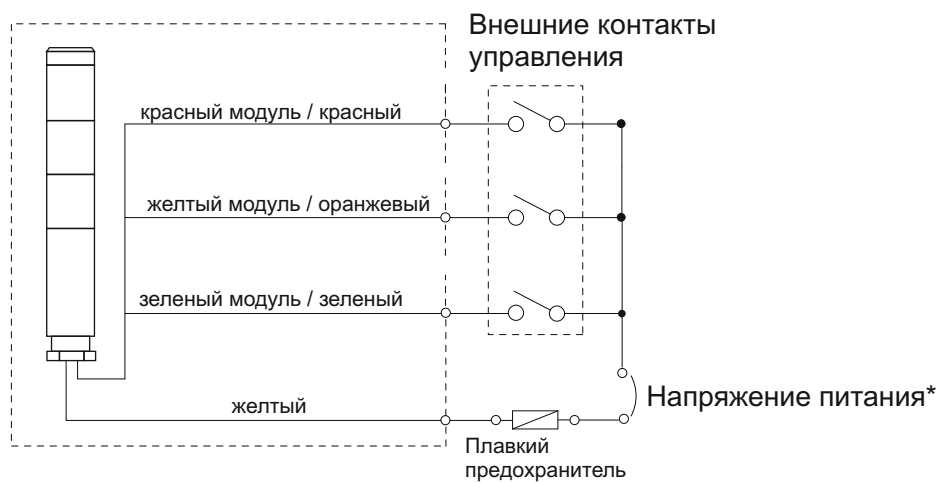 Внешние контакты
управления
красный модуль / красный
желтый модуль / оранжевый
зеленый модуль / зеленый
Напряжение питания*
желтый
Плавкий
предохранитель